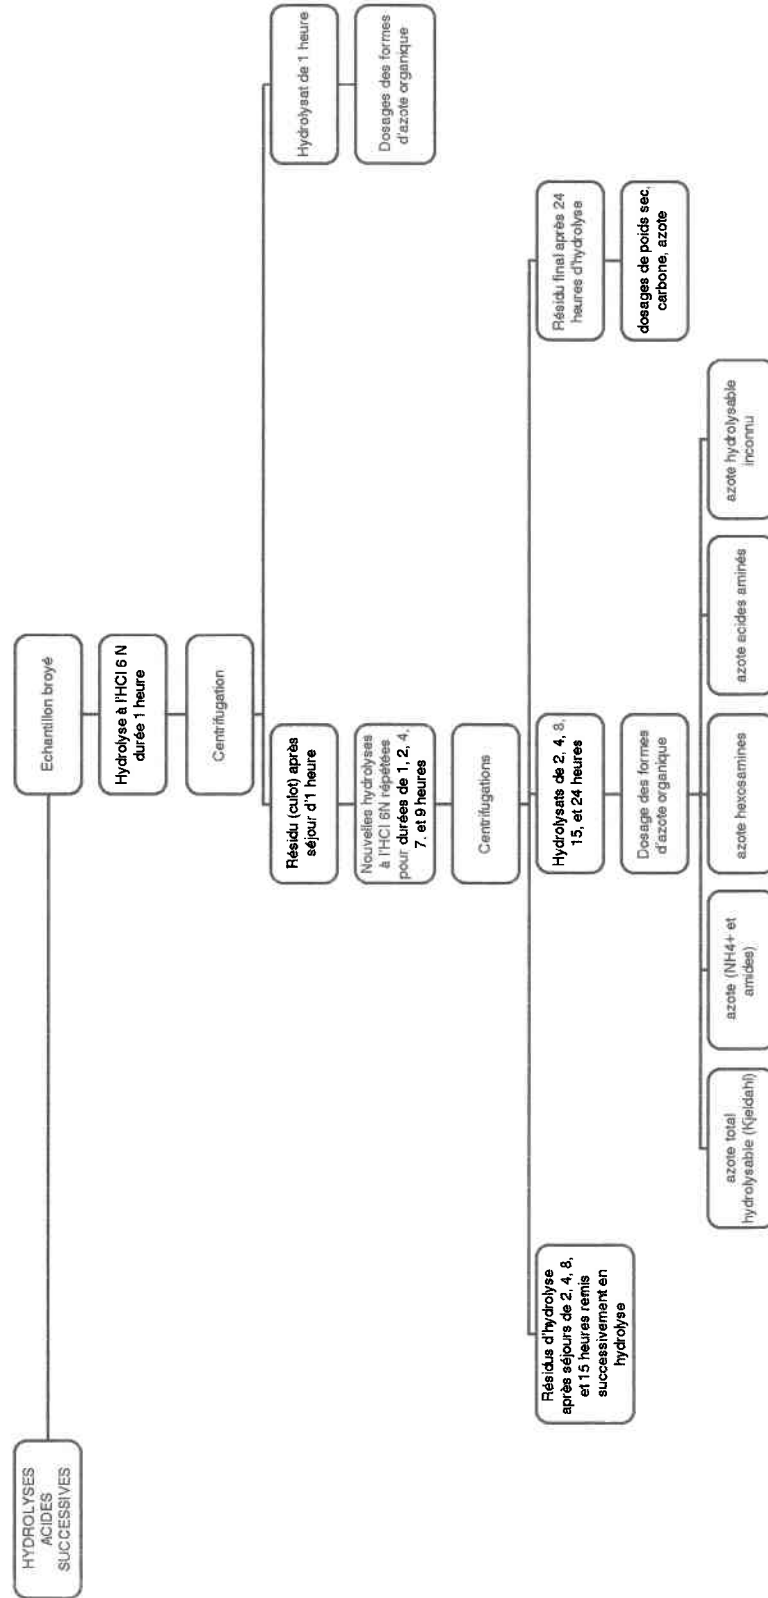 HYDROLYSES
ACIDES
SUCCESSIVES
Echantillon broyé
Hydrolyse à l'HCl 6 N
durée 1 heure
Centrifugation
Résidu (culot) après
séjour d'1 heure
Hydrolysat de 1 heure
Nouvelles hydrolyses
à l'HCl 6N répétées
pour durées de 1, 2, 4,
7. et 9 heures
Dosages des formes
d'azote organique
Centrifugations
Résidus d'hydrolyse
après séjours de 2, 4, 8,
et 15 heures remis
successivement en
hydrolyse
Hydrolysats de 2, 4, 8,
15, et 24 heures
Résidu final après 24
heures d'hydrolyse
Dosage des formes
d'azote organique
dosages de poids sec,
carbone, azote
azote total
hydrolysable (Kjeldahl)
azote (NH4+ et
amides)
azote hexosamines
azote acides aminés
azote hydrolysable
inconnu